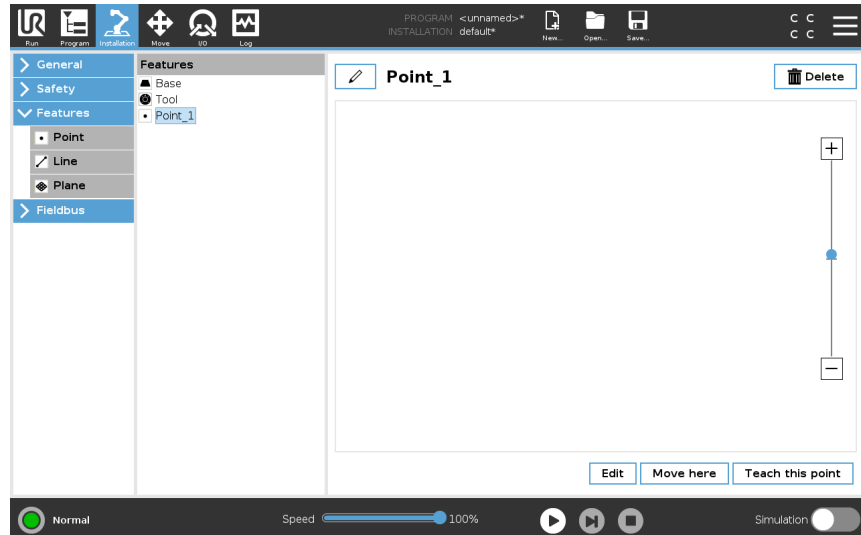 UR
PROGRAM <unnamed>*
INSTALLATION default*
Run Program Installation Move I/O Log New... Open... Save...
C C
C C
General
Safety
Features
Point
Line
Plane
Fieldbus
Features
Base
Tool
Point_1
Point_1
Delete
Edit Move here Teach this point
Normal Speed 100% Simulation